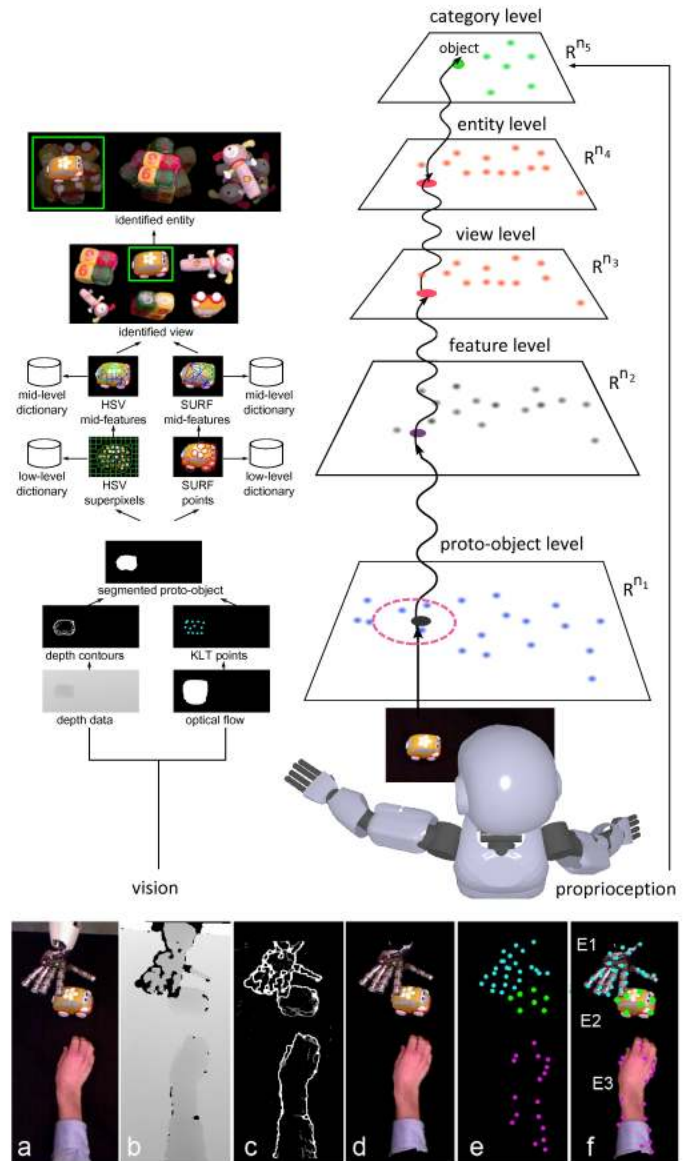 category level
object
R^n5
entity level
R^n4
identified entity
view level
R^n3
identified view
feature level
R^n2
mid-level
dictionary
HSV
mid-features
SURF
mid-features
mid-level
dictionary
low-level
dictionary
HSV
superpixels
SURF
points
low-level
dictionary
proto-object level
R^n1
segmented proto-object
depth contours
KLT points
depth data
optical flow
vision
proprioception
E1
E2
E3
a
b
c
d
e
f